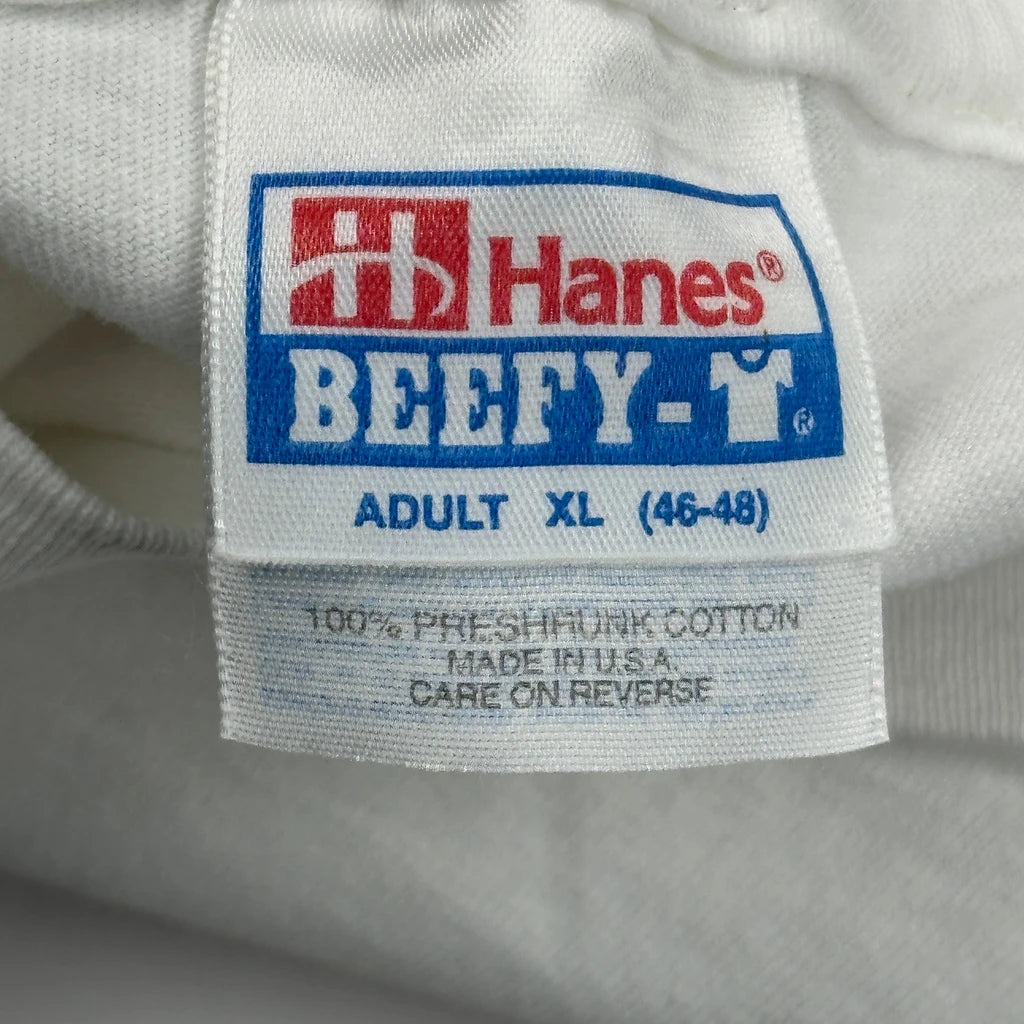 Hanes®
BEEFY-T®
ADULT XL (46-48)
100% PRESHRUNK COTTON
MADE IN U.S.A.
CARE ON REVERSE